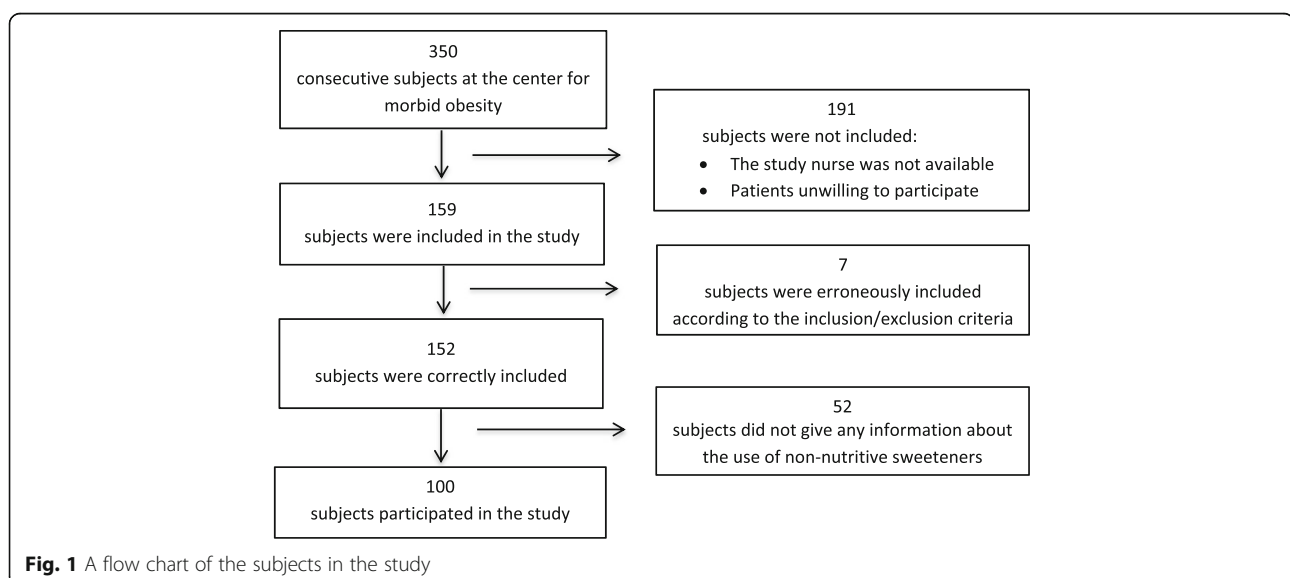 350
consecutive subjects at the center for
morbid obesity
191
subjects were not included:
• The study nurse was not available
• Patients unwilling to participate
159
subjects were included in the study
7
subjects were erroneously included
according to the inclusion/exclusion criteria
152
subjects were correctly included
52
subjects did not give any information about
the use of non-nutritive sweeteners
100
subjects participated in the study
Fig. 1 A flow chart of the subjects in the study